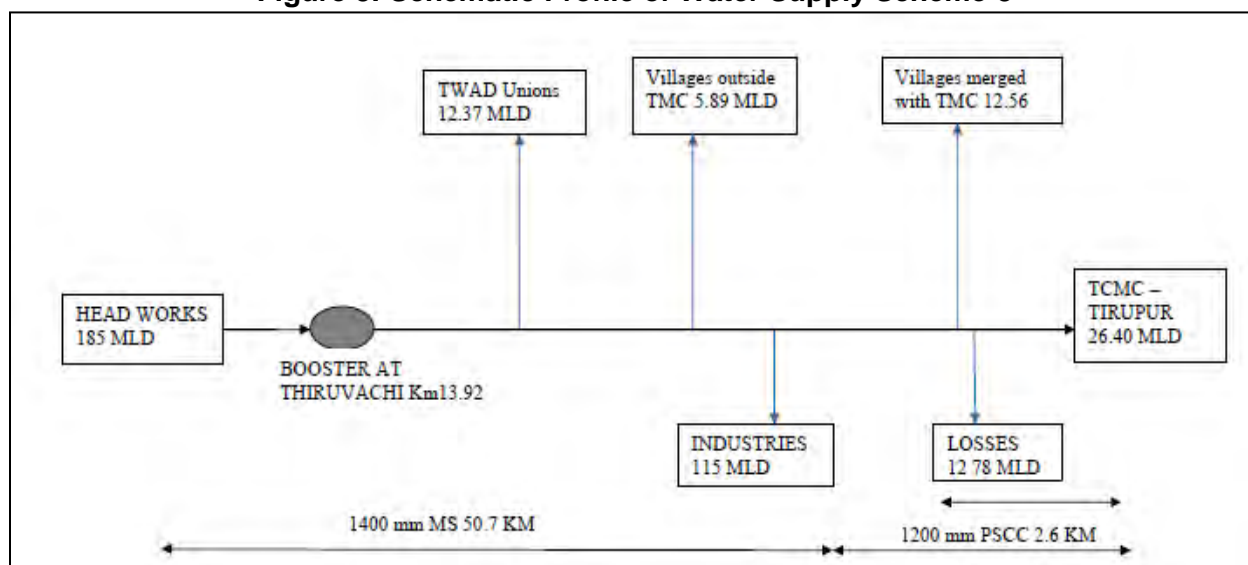 Figure 3. Schematic Profile of Water Supply Scheme-3
TWAD Unions
12.37 MLD
Villages outside
TMC 5.89 MLD
Villages merged
with TMC 12.56
HEAD WORKS
185 MLD
BOOSTER AT
THIRUVACHI Km13.92
TCMC –
TIRUPUR
26.40 MLD
INDUSTRIES
115 MLD
LOSSES
12 78 MLD
1400 mm MS 50.7 KM
1200 mm PSCC 2.6 KM